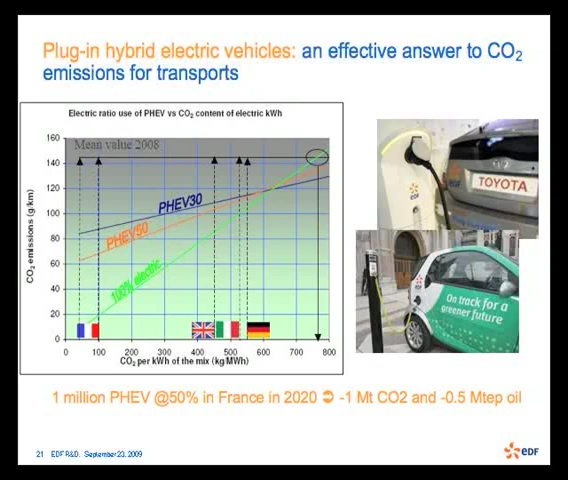 Plug-in hybrid electric vehicles: an effective answer to CO2
emissions for transports
Electric ratio use of PHEV vs CO2 content of electric kWh
Mean value 2008
CO2 emissions (g/km)
160
140
120
100
80
60
40
20
0
PHEV30
PHEV50
100% electric
0 100 200 300 400 500 600 700 800
CO2 per kWh of the mix (kg/MWh)
EDF
TOYOTA
On track for a
greener future
1 million PHEV @50% in France in 2020 ➲ -1 Mt CO2 and -0.5 Mtep oil
21 EDF R&D. September 23, 2009
eDF